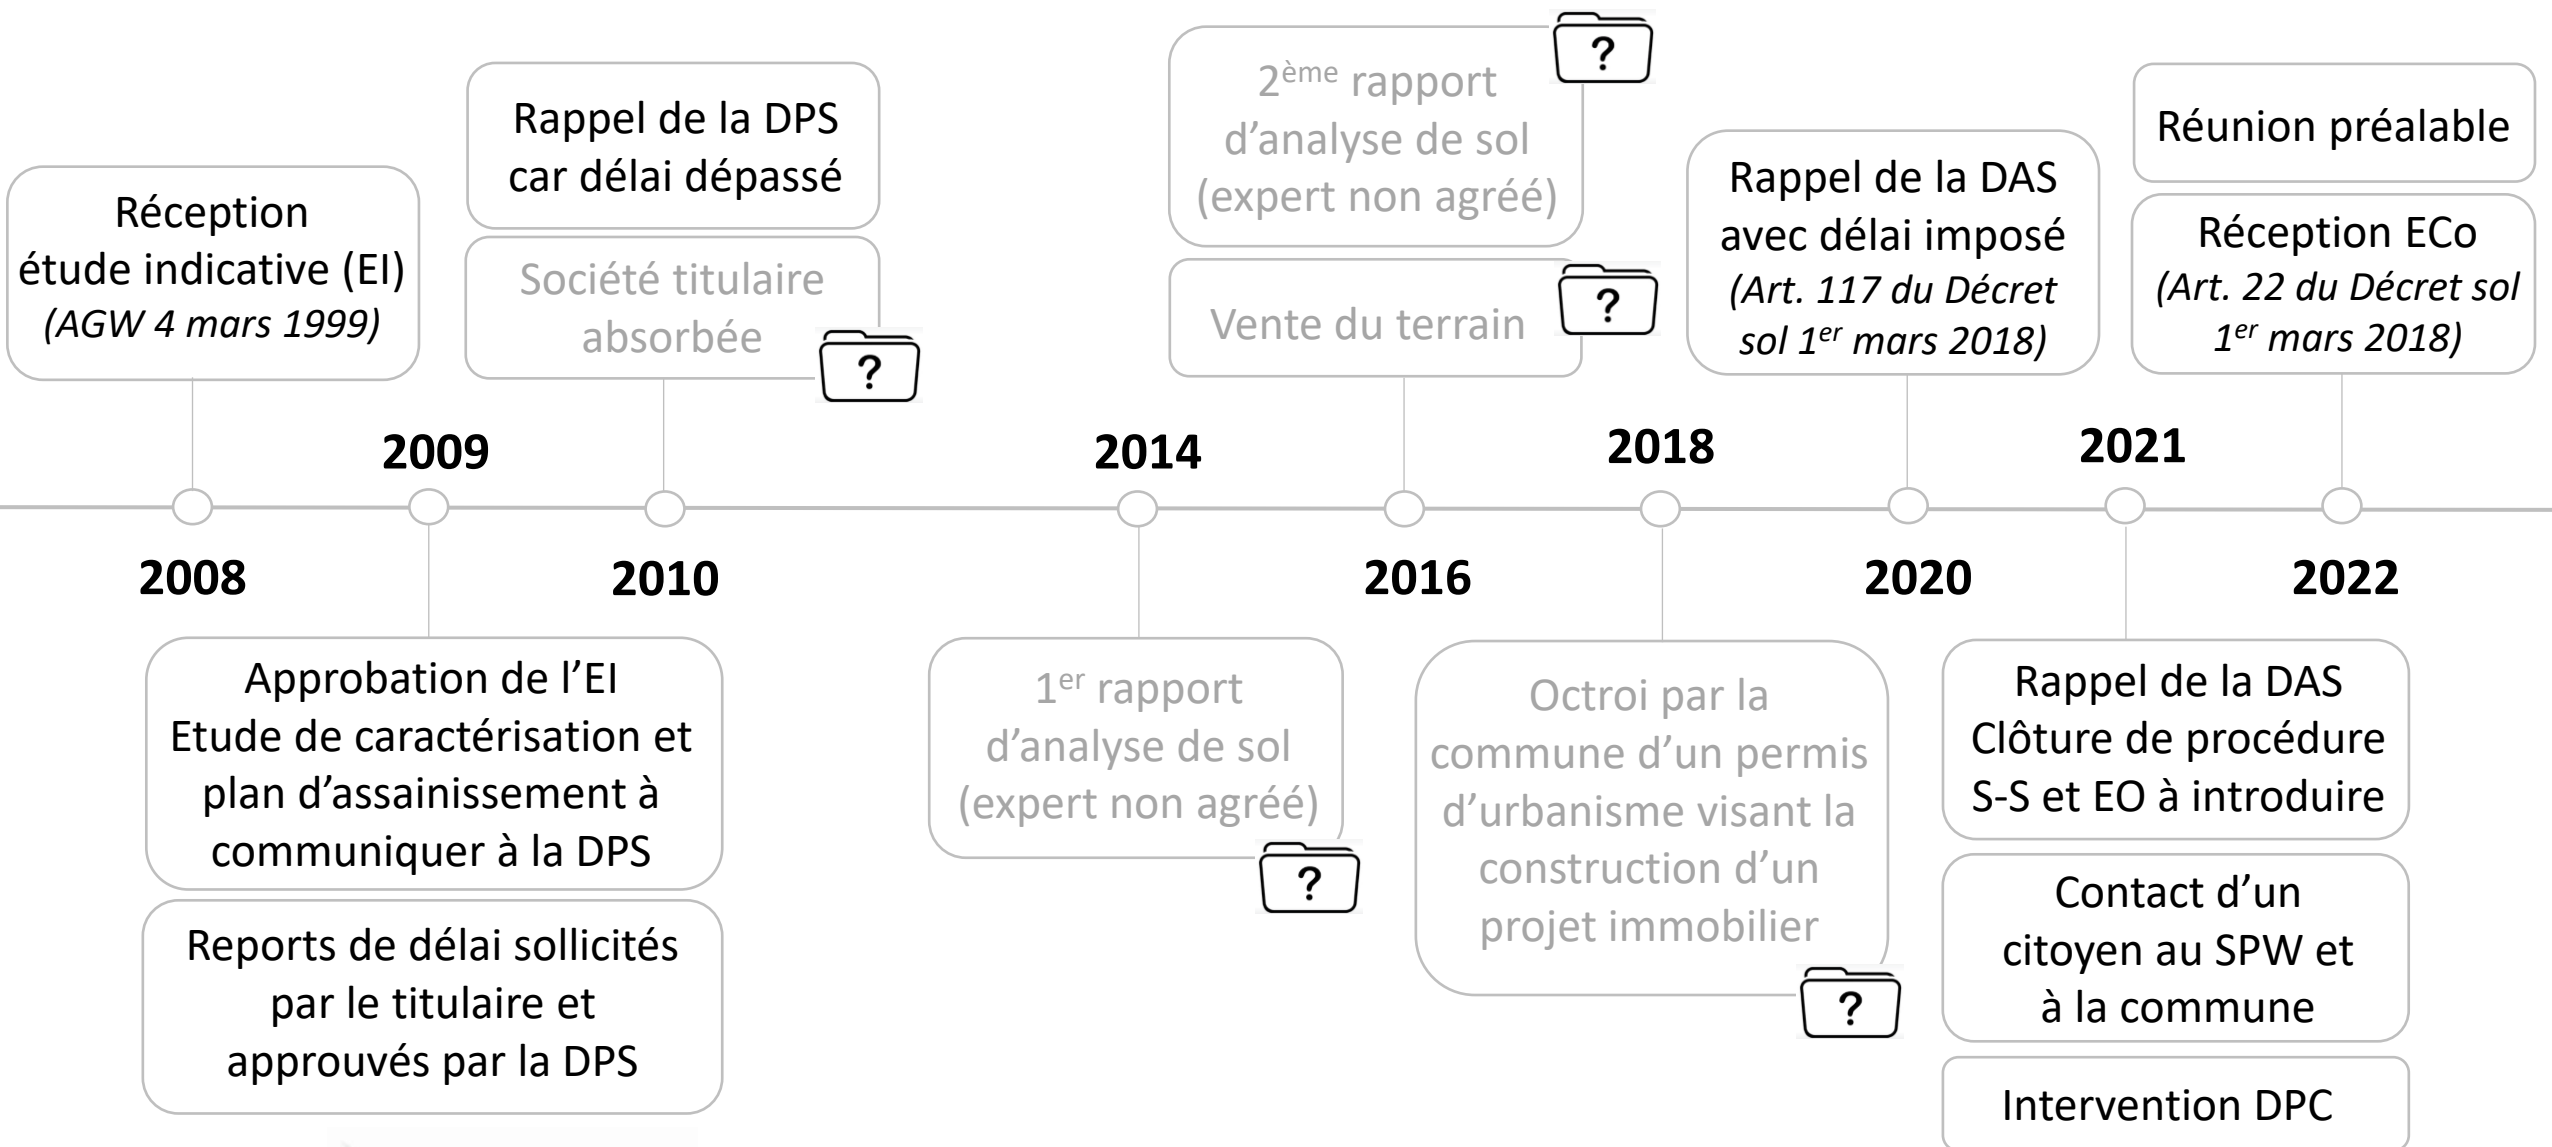 Réception
étude indicative (EI)
(AGW 4 mars 1999)
2008
2009
Approbation de l’EI
Etude de caractérisation et
plan d’assainissement à
communiquer à la DPS
Reports de délai sollicités
par le titulaire et
approuvés par la DPS
Rappel de la DPS
car délai dépassé
Société titulaire
absorbée
?
2010
2014
1er rapport
d’analyse de sol
(expert non agréé)
?
2ème rapport
d’analyse de sol
(expert non agréé)
?
Vente du terrain
?
2016
2018
Octroi par la
commune d’un permis
d’urbanisme visant la
construction d’un
projet immobilier
?
Rappel de la DAS
avec délai imposé
(Art. 117 du Décret
sol 1er mars 2018)
2020
2021
Rappel de la DAS
Clôture de procédure
S-S et EO à introduire
Contact d’un
citoyen au SPW et
à la commune
Intervention DPC
Réunion préalable
Réception ECo
(Art. 22 du Décret sol
1er mars 2018)
2022